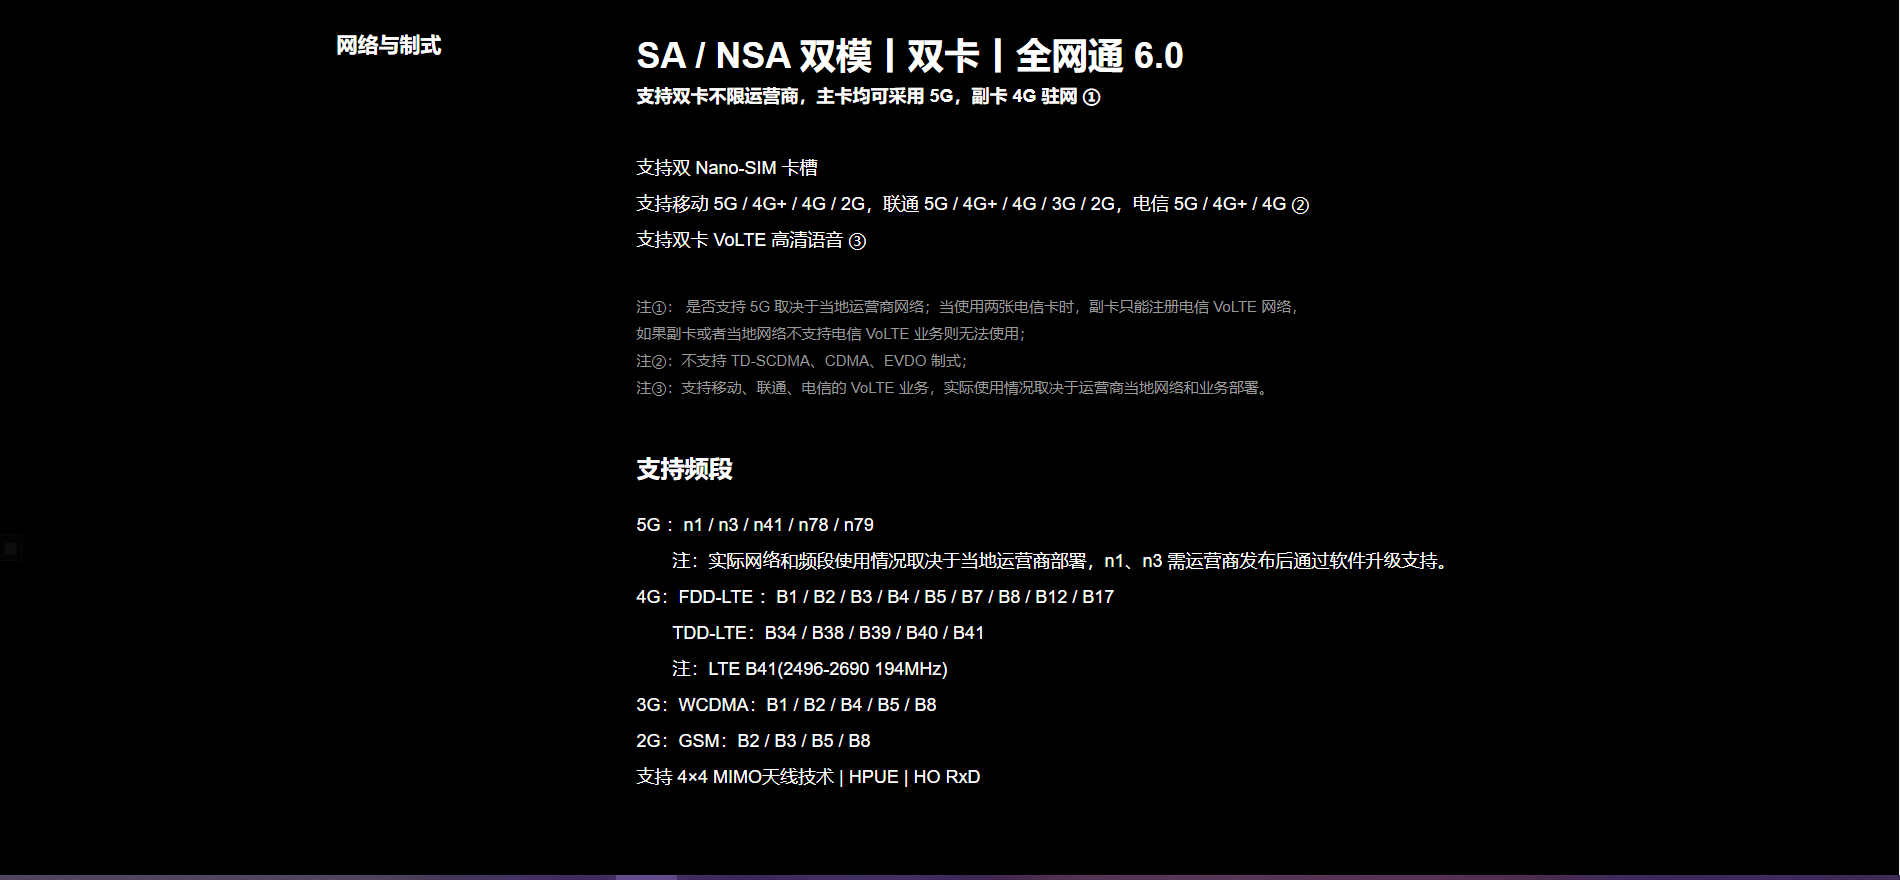 网络与制式
SA / NSA 双模丨双卡丨全网通 6.0
支持双卡不限运营商，主卡均可采用 5G，副卡 4G 驻网 ①
支持双 Nano-SIM 卡槽
支持移动 5G / 4G+ / 4G / 2G，联通 5G / 4G+ / 4G / 3G / 2G，电信 5G / 4G+ / 4G ②
支持双卡 VoLTE 高清语音 ③
注①： 是否支持 5G 取决于当地运营商网络；当使用两张电信卡时，副卡只能注册电信 VoLTE 网络，
如果副卡或者当地网络不支持电信 VoLTE 业务则无法使用；
注②：不支持 TD-SCDMA、CDMA、EVDO 制式；
注③：支持移动、联通、电信的 VoLTE 业务，实际使用情况取决于运营商当地网络和业务部署。
支持频段
5G： n1 / n3 / n41 / n78 / n79
注：实际网络和频段使用情况取决于当地运营商部署，n1、n3 需运营商发布后通过软件升级支持。
4G：FDD-LTE： B1 / B2 / B3 / B4 / B5 / B7 / B8 / B12 / B17
TDD-LTE：B34 / B38 / B39 / B40 / B41
注：LTE B41(2496-2690 194MHz)
3G：WCDMA：B1 / B2 / B4 / B5 / B8
2G：GSM：B2 / B3 / B5 / B8
支持 4×4 MIMO天线技术 | HPUE | HO RxD